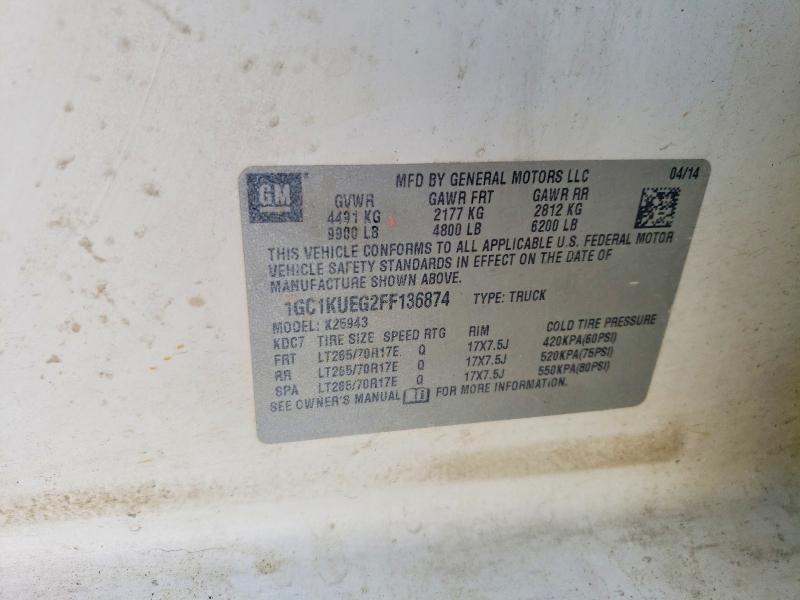 GM
MFD BY GENERAL MOTORS LLC 04/14
GVWR GAWR FRT GAWR RR
4491 KG 2177 KG 2812 KG
9900 LB 4800 LB 6200 LB
THIS VEHICLE CONFORMS TO ALL APPLICABLE U.S. FEDERAL MOTOR
VEHICLE SAFETY STANDARDS IN EFFECT ON THE DATE OF
MANUFACTURE SHOWN ABOVE.
1GC1KUEG2FF136874 TYPE: TRUCK
MODEL: K25943
KDC7 TIRE SIZE SPEED RTG RIM COLD TIRE PRESSURE
FRT LT265/70R17E Q 17X7.5J 420KPA(60PSI)
RR LT265/70R17E Q 17X7.5J 520KPA(75PSI)
SPA LT265/70R17E Q 17X7.5J 550KPA(80PSI)
SEE OWNER'S MANUAL FOR MORE INFORMATION.